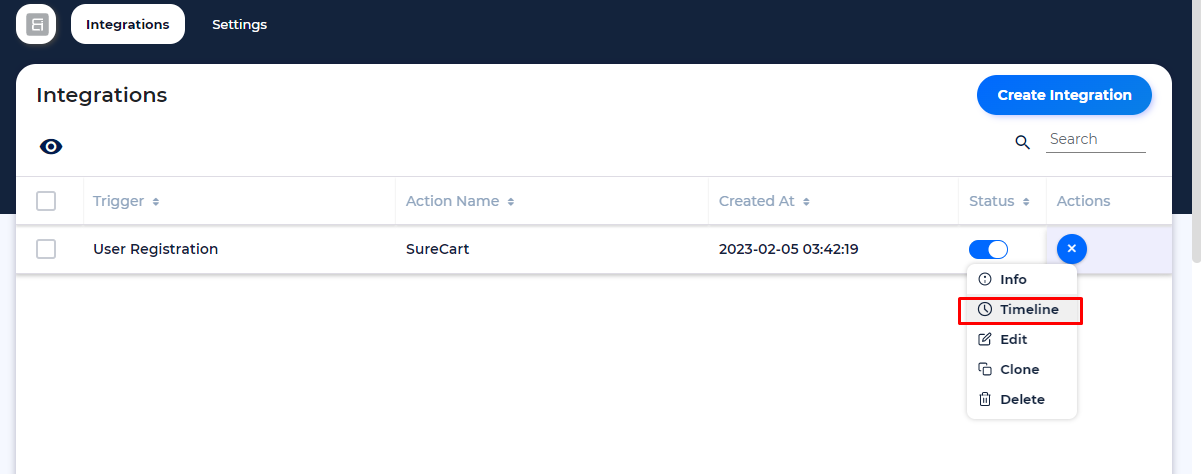 Integrations
Settings
Integrations
Create Integration
Search
Trigger Action Name Created At Status Actions
User Registration SureCart 2023-02-05 03:42:19
Info
Timeline
Edit
Clone
Delete